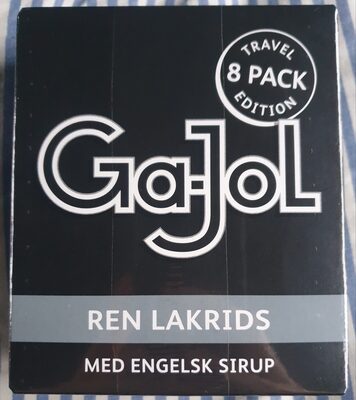 TRAVEL
8 PACK
EDITION
Ga-Jol
REN LAKRIDS
MED ENGELSK SIRUP